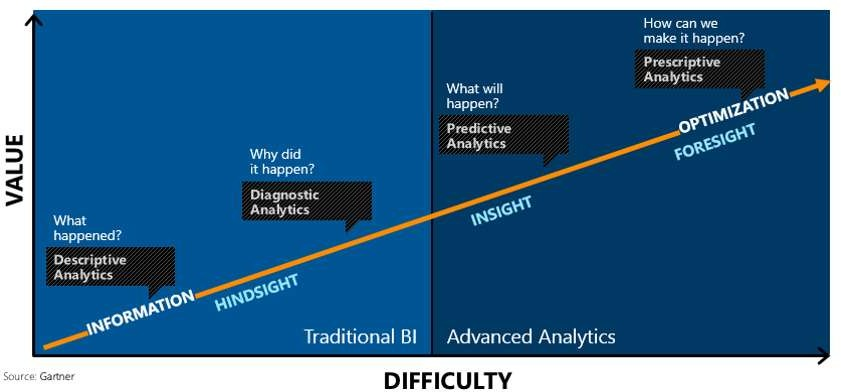 How can we
make it happen?
Prescriptive
Analytics
What will
happen?
Predictive
Analytics
OPTIMIZATION
FORESIGHT
Why did
it happen?
Diagnostic
Analytics
INSIGHT
What
happened?
Descriptive
Analytics
INFORMATION
HINDSIGHT
VALUE
Traditional BI
Advanced Analytics
Source: Gartner
DIFFICULTY